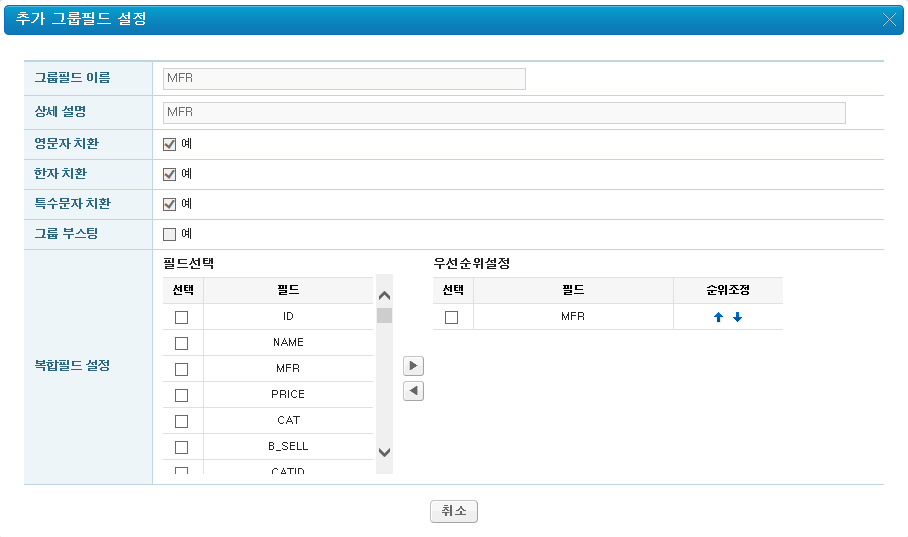 추가 그룹필드 설정
그룹필드 이름 MFR
상세 설명 MFR
영문자 치환 예
한자 치환 예
특수문자 치환 예
그룹 부스팅 예
복합필드 설정
필드선택
선택 필드
ID
NAME
MFR
PRICE
CAT
B_SELL
CATID
우선순위설정
선택 필드 순위조정
MFR
취소